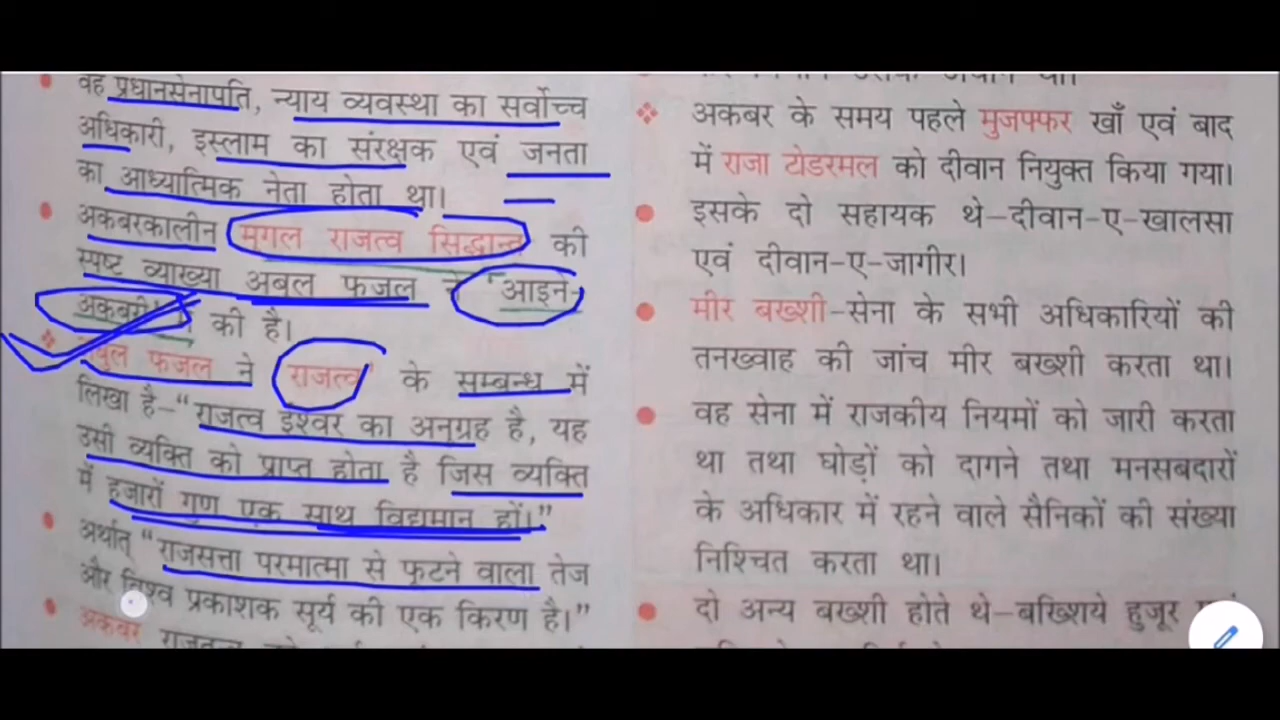 वह प्रधानसेनापति, न्याय व्यवस्था का सर्वोच्च
अधिकारी, इस्लाम का संरक्षक एवं जनता
का आध्यात्मिक नेता होता था।
अकबरकालीन मुगल राजत्व सिद्धान्त की
स्पष्ट व्याख्या अबुल फजल ने 'आइने-
अकबरी' की है।
अबुल फजल ने 'राजत्व' के सम्बन्ध में
लिखा है–“राजत्व ईश्वर का अनुग्रह है, यह
उसी व्यक्ति को प्राप्त होता है जिस व्यक्ति
में हजारों गुण एक साथ विद्यमान हों।”
अर्थात् “राजसत्ता परमात्मा से फूटने वाला तेज
और विश्व प्रकाशक सूर्य की एक किरण है।”
अकबर
अकबर के समय पहले मुजफ्फर खाँ एवं बाद
में राजा टोडरमल को दीवान नियुक्त किया गया।
इसके दो सहायक थे–दीवान-ए-खालसा
एवं दीवान-ए-जागीर।
मीर बख्शी–सेना के सभी अधिकारियों की
तनख्वाह की जांच मीर बख्शी करता था।
वह सेना में राजकीय नियमों को जारी करता
था तथा घोड़ों को दागने तथा मनसबदारों
के अधिकार में रहने वाले सैनिकों की संख्या
निश्चित करता था।
दो अन्य बख्शी होते थे–बख्शिये हुजूर